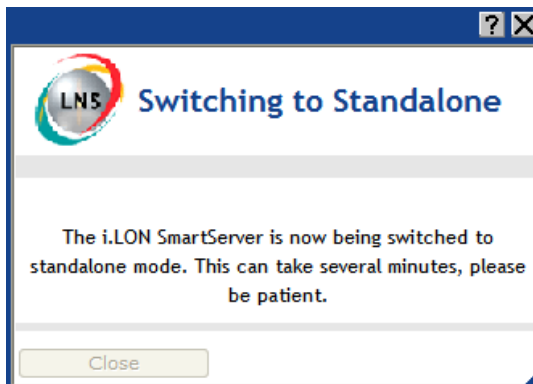 ?
LNS
Switching to Standalone
The i.LON SmartServer is now being switched to
standalone mode. This can take several minutes, please
be patient.
Close